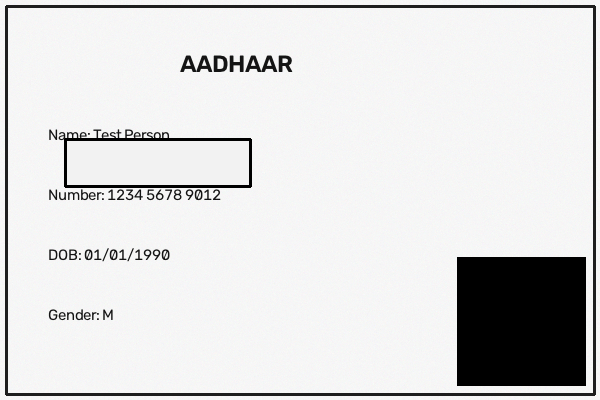 AADHAAR
Name: Test Person
Number: 1234 5678 9012
DOB: 01/01/1990
Gender: M